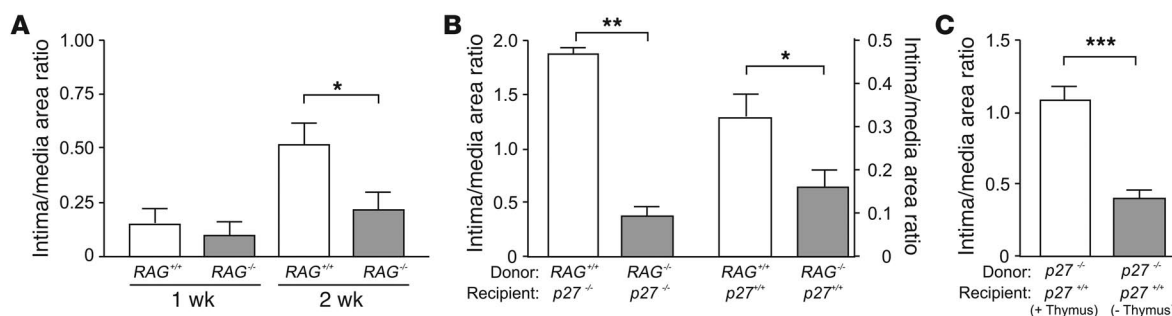 A
Intima/media area ratio
1.00
0.75
0.50
0.25
0
*
RAG+/+ RAG-/- RAG+/+ RAG-/-
1 wk 2 wk
B
Intima/media area ratio
2.0
1.5
1.0
0.5
0
** *
0.5
0.4
0.3
0.2
0.1
0
Intima/media area ratio
Donor: RAG+/+ RAG-/- RAG+/+ RAG-/-
Recipient: p27 -/- p27 -/- p27+/+ p27+/+
C
Intima/media area ratio
1.5
1.0
0.5
0
***
Donor: p27 -/- p27 -/-
Recipient: p27 +/+ p27 +/+
(+ Thymus) (- Thymus)